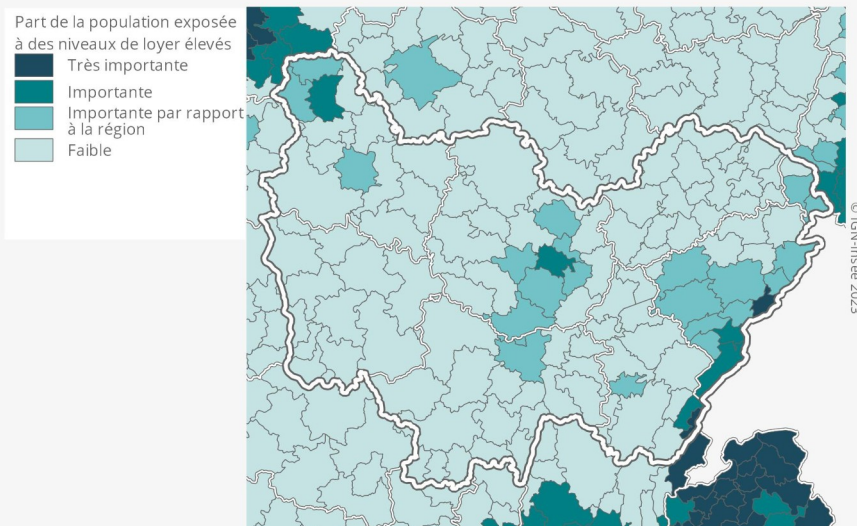 Part de la population exposée
à des niveaux de loyer élevés
Très importante
Importante
Importante par rapport
à la région
Faible
© IGN-Insee 2023